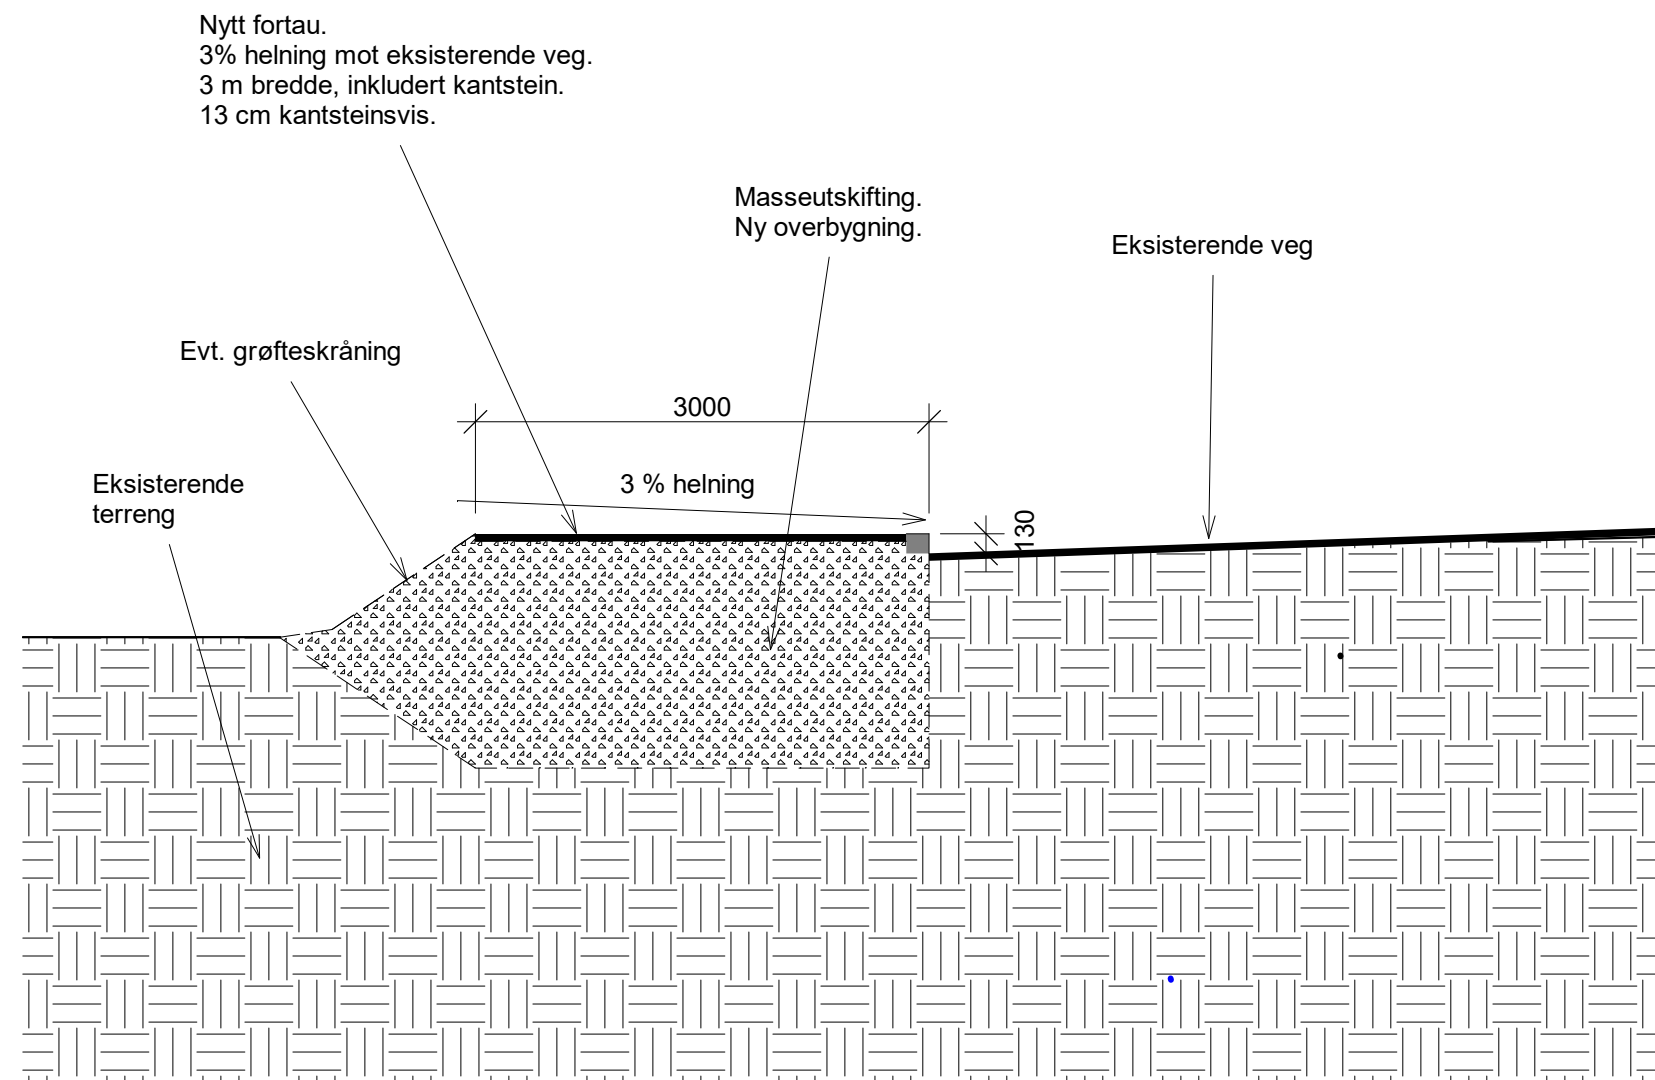 Nytt fortau.
3% helning mot eksisterende veg.
3 m bredde, inkludert kantstein.
13 cm kantsteinsvis.
Masseutskifting.
Ny overbygning.
Eksisterende veg
Evt. grøfteskråning
3000
Eksisterende
terreng
3 % helning
130